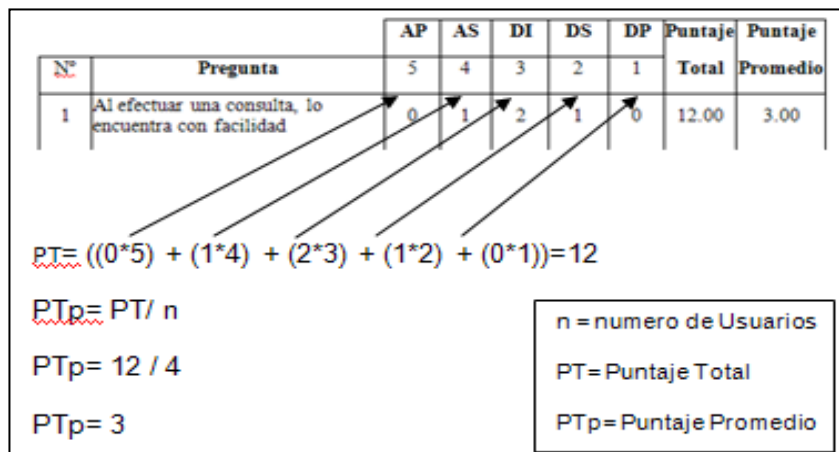 AP AS DI DS DP Puntaje Puntaje
Nº Pregunta 5 4 3 2 1 Total Promedio
1 Al efectuar una consulta, lo encuentra con facilidad 0 1 2 1 0 12.00 3.00
PT= ((0*5) + (1*4) + (2*3) + (1*2) + (0*1))=12
PTp= PT/ n
PTp= 12 / 4
PTp= 3
n = numero de Usuarios
PT= Puntaje Total
PTp= Puntaje Promedio